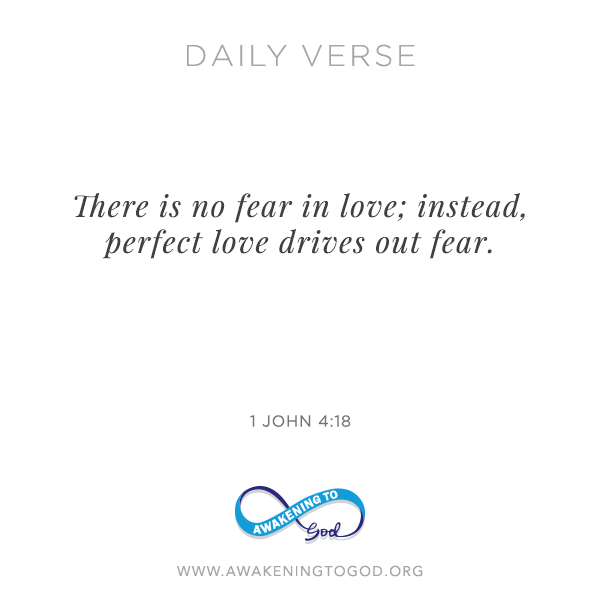 DAILY VERSE
There is no fear in love; instead,
perfect love drives out fear.
1 JOHN 4:18
AWAKENING TO
God
WWW.AWAKENINGTOGOD.ORG